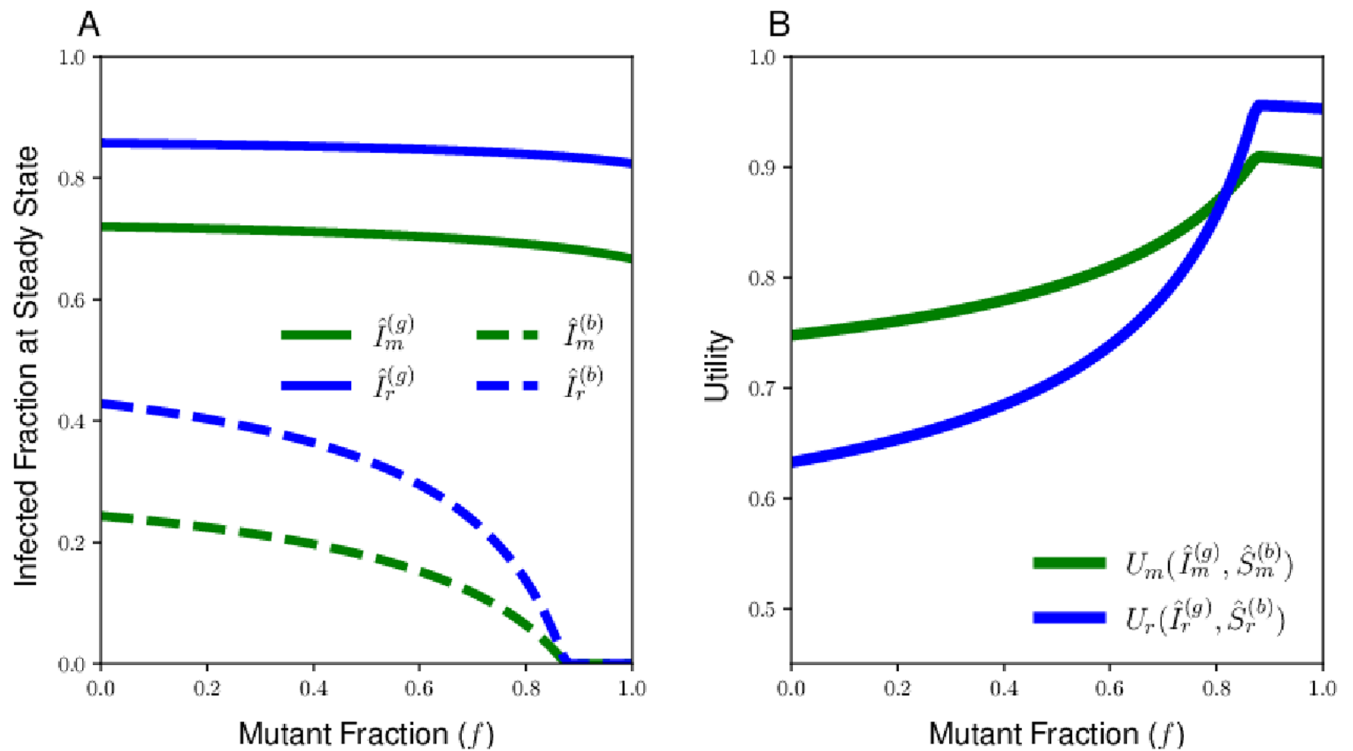 A
Infected Fraction at Steady State
1.0
0.8
0.6
0.4
0.2
0.0
0.0 0.2 0.4 0.6 0.8 1.0
Mutant Fraction (f)
Î_m^(g) Î_m^(b)
Î_r^(g) Î_r^(b)
B
Utility
1.0
0.9
0.8
0.7
0.6
0.5
0.0 0.2 0.4 0.6 0.8 1.0
Mutant Fraction (f)
U_m(Î_m^(g), Ŝ_m^(b))
U_r(Î_r^(g), Ŝ_r^(b))